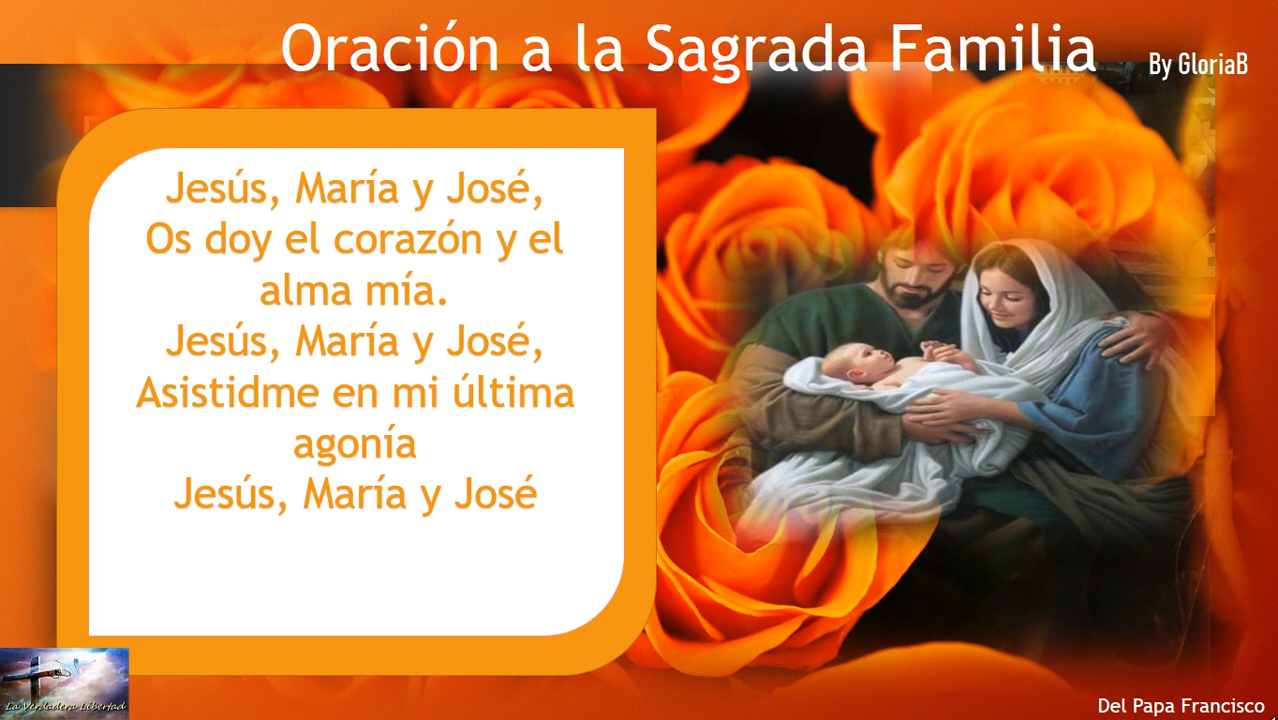 Oración a la Sagrada Familia
By GloriaB
Jesús, María y José,
Os doy el corazón y el
alma mía.
Jesús, María y José,
Asistidme en mi última
agonía
Jesús, María y José
La Verdadera Libertad
Del Papa Francisco